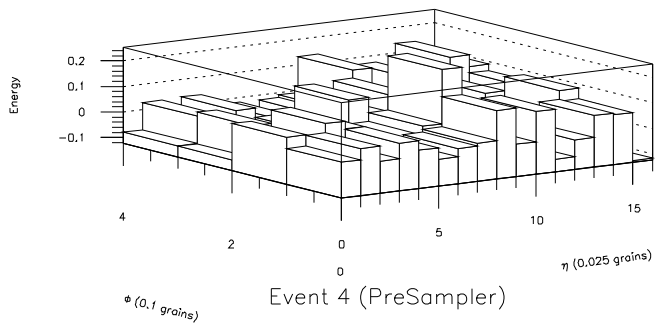 0.2
0.1
Energy
0
-0.1
4
15
5
10
2
0
0
η (0.025 grains)
φ (0.1 grains)
Event 4 (PreSampler)